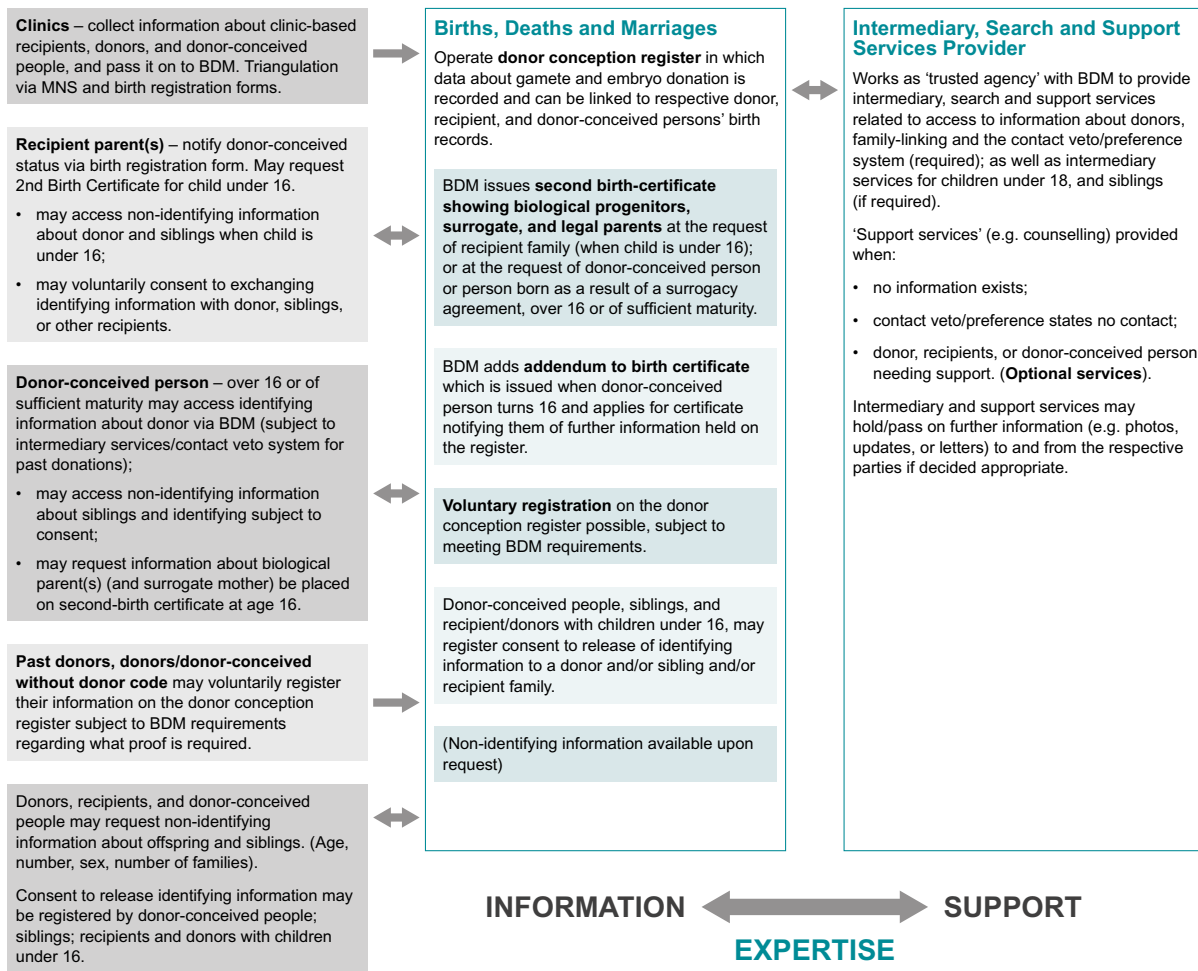 Clinics – collect information about clinic-based
recipients, donors, and donor-conceived
people, and pass it on to BDM. Triangulation
via MNS and birth registration forms.
Recipient parent(s) – notify donor-conceived
status via birth registration form. May request
2nd Birth Certificate for child under 16.
• may access non-identifying information
about donor and siblings when child is
under 16;
• may voluntarily consent to exchanging
identifying information with donor, siblings,
or other recipients.
Donor-conceived person – over 16 or of
sufficient maturity may access identifying
information about donor via BDM (subject to
intermediary services/contact veto system for
past donations);
• may access non-identifying information
about siblings and identifying subject to
consent;
• may request information about biological
parent(s) (and surrogate mother) be placed
on second-birth certificate at age 16.
Past donors, donors/donor-conceived
without donor code may voluntarily register
their information on the donor conception
register subject to BDM requirements
regarding what proof is required.
Donors, recipients, and donor-conceived
people may request non-identifying
information about offspring and siblings. (Age,
number, sex, number of families).
Consent to release identifying information may
be registered by donor-conceived people;
siblings; recipients and donors with children
under 16.
Births, Deaths and Marriages
Operate donor conception register in which
data about gamete and embryo donation is
recorded and can be linked to respective donor,
recipient, and donor-conceived persons' birth
records.
BDM issues second birth-certificate
showing biological progenitors,
surrogate, and legal parents at the request
of recipient family (when child is under 16);
or at the request of donor-conceived person
or person born as a result of a surrogacy
agreement, over 16 or of sufficient maturity.
BDM adds addendum to birth certificate
which is issued when donor-conceived
person turns 16 and applies for certificate
notifying them of further information held on
the register.
Voluntary registration on the donor
conception register possible, subject to
meeting BDM requirements.
Donor-conceived people, siblings, and
recipient/donors with children under 16, may
register consent to release of identifying
information to a donor and/or sibling and/or
recipient family.
(Non-identifying information available upon
request)
Intermediary, Search and Support
Services Provider
Works as ‘trusted agency’ with BDM to provide
intermediary, search and support services
related to access to information about donors,
family-linking and the contact veto/preference
system (required); as well as intermediary
services for children under 18, and siblings
(if required).
‘Support services’ (e.g. counselling) provided
when:
• no information exists;
• contact veto/preference states no contact;
• donor, recipients, or donor-conceived person
needing support. (Optional services).
Intermediary and support services may
hold/pass on further information (e.g. photos,
updates, or letters) to and from the respective
parties if decided appropriate.
INFORMATION SUPPORT
EXPERTISE